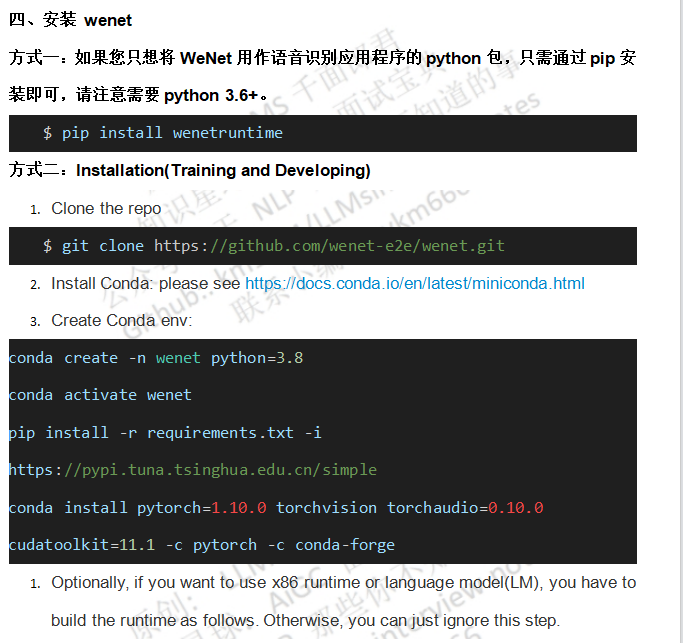 四、安装 wenet
方式一：如果您只想将 WeNet 用作语音识别应用程序的 python 包，只需通过 pip 安
装即可，请注意需要 python 3.6+。
$ pip install wenetruntime
方式二：Installation(Training and Developing)
1. Clone the repo
$ git clone https://github.com/wenet-e2e/wenet.git
2. Install Conda: please see https://docs.conda.io/en/latest/miniconda.html
3. Create Conda env:
conda create -n wenet python=3.8
conda activate wenet
pip install -r requirements.txt -i
https://pypi.tuna.tsinghua.edu.cn/simple
conda install pytorch=1.10.0 torchvision torchaudio=0.10.0
cudatoolkit=11.1 -c pytorch -c conda-forge
1. Optionally, if you want to use x86 runtime or language model(LM), you have to
build the runtime as follows. Otherwise, you can just ignore this step.